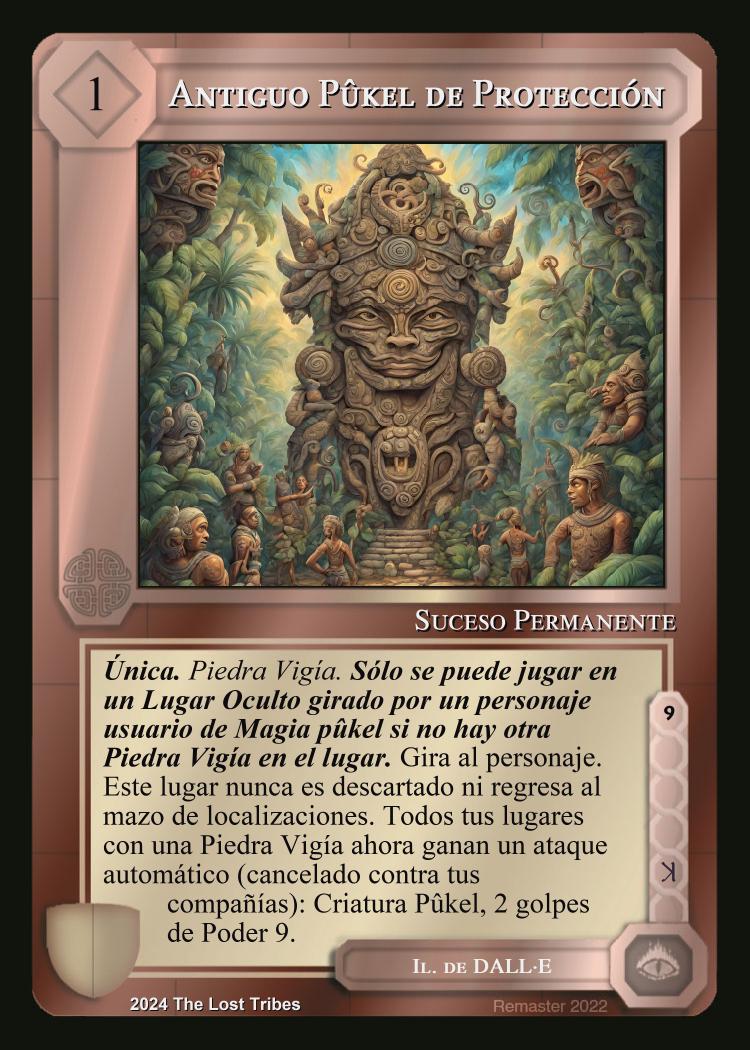 1
Antiguo Pûkel de Protección
Suceso Permanente
Única. Piedra Vigía. Sólo se puede jugar en
un Lugar Oculto girado por un personaje
usuario de Magia pûkel si no hay otra
Piedra Vigía en el lugar. Gira al personaje.
Este lugar nunca es descartado ni regresa al
mazo de localizaciones. Todos tus lugares
con una Piedra Vigía ahora ganan un ataque
automático (cancelado contra tus
compañías): Criatura Pûkel, 2 golpes
de Poder 9.
9
Il. de DALL·E
2024 The Lost Tribes
Remaster 2022